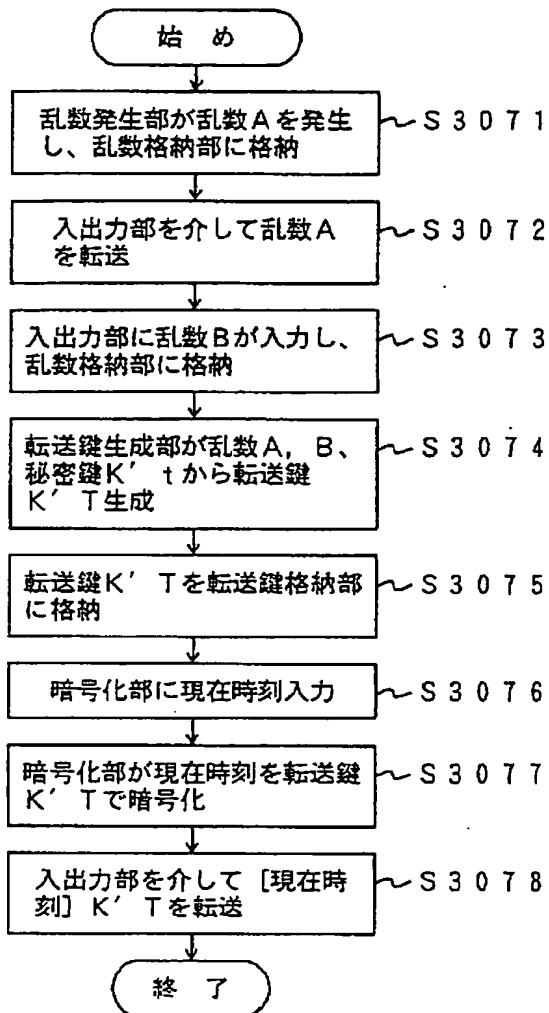 始 め
乱数発生部が乱数Aを発生 S3071
し、乱数格納部に格納
入出力部を介して乱数A S3072
を転送
入出力部に乱数Bが入力し、 S3073
乱数格納部に格納
転送鍵生成部が乱数A,B、 S3074
秘密鍵K′tから転送鍵
K′T生成
転送鍵K′Tを転送鍵格納部 S3075
に格納
暗号化部に現在時刻入力 S3076
暗号化部が現在時刻を転送鍵 S3077
K′Tで暗号化
入出力部を介して[現在時 S3078
刻]K′Tを転送
終 了